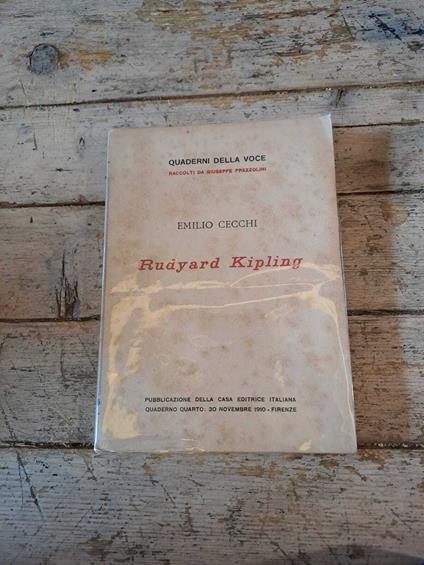 QUADERNI DELLA VOCE
RACCOLTI DA GIUSEPPE PREZZOLINI
EMILIO CECCHI
Rudyard Kipling
PUBBLICAZIONE DELLA CASA EDITRICE ITALIANA
QUADERNO QUARTO: 30 NOVEMBRE 1910 - FIRENZE